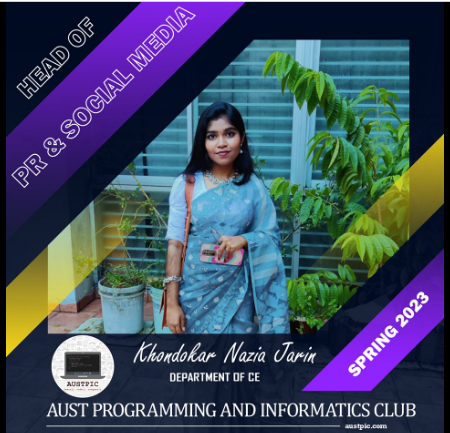 HEAD OF
PR & SOCIAL MEDIA
SPRING 2023
Khondokar Nazia Jarin
DEPARTMENT OF CE
AUSTPIC
AUST PROGRAMMING AND INFORMATICS CLUB
austpic.com